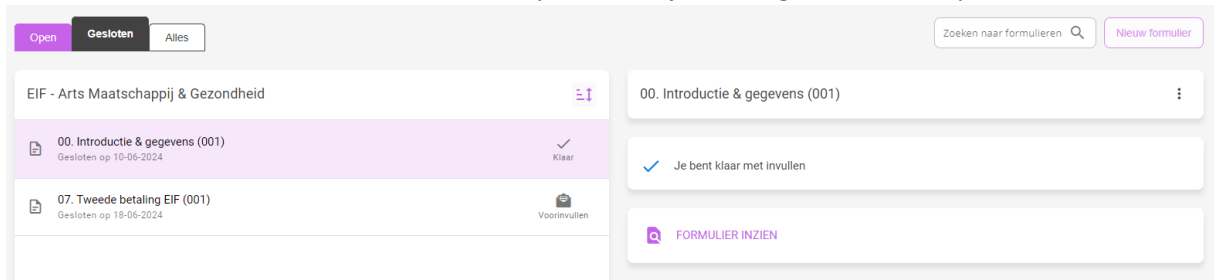 Open
Gesloten
Alles
Zoeken naar formulieren
Nieuw formulier
EIF - Arts Maatschappij & Gezondheid
00. Introductie & gegevens (001)
Gesloten op 10-06-2024
Klaar
07. Tweede betaling EIF (001)
Gesloten op 18-06-2024
Voorinvullen
00. Introductie & gegevens (001)
Je bent klaar met invullen
FORMULIER INZIEN